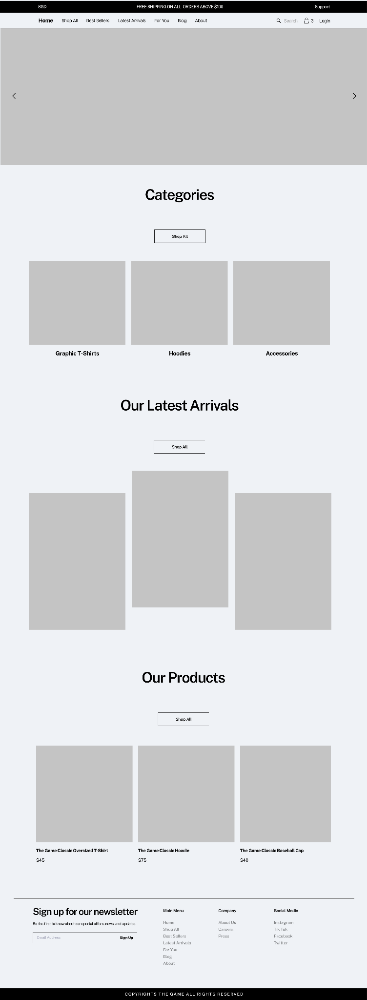 SGD FREE SHIPPING ON ALL ORDERS ABOVE $100 Support
Home Shop All Best Sellers Latest Arrivals For You Blog About Search 3 Login
Categories
Shop All
Graphic T-Shirts Hoodies Accessories
Our Latest Arrivals
Shop All
Our Products
Shop All
The Game Classic Oversized T-Shirt The Game Classic Hoodie The Game Classic Baseball Cap
$45 $75 $40
Sign up for our newsletter
Be the first to know about our special offers, news, and updates.
Email Address Sign Up
Main Menu
Home
Shop All
Best Sellers
Latest Arrivals
For You
Blog
About
Company
About Us
Careers
Press
Social Media
Instagram
Tik Tok
Facebook
Twitter
COPYRIGHTS THE GAME ALL RIGHTS RESERVED